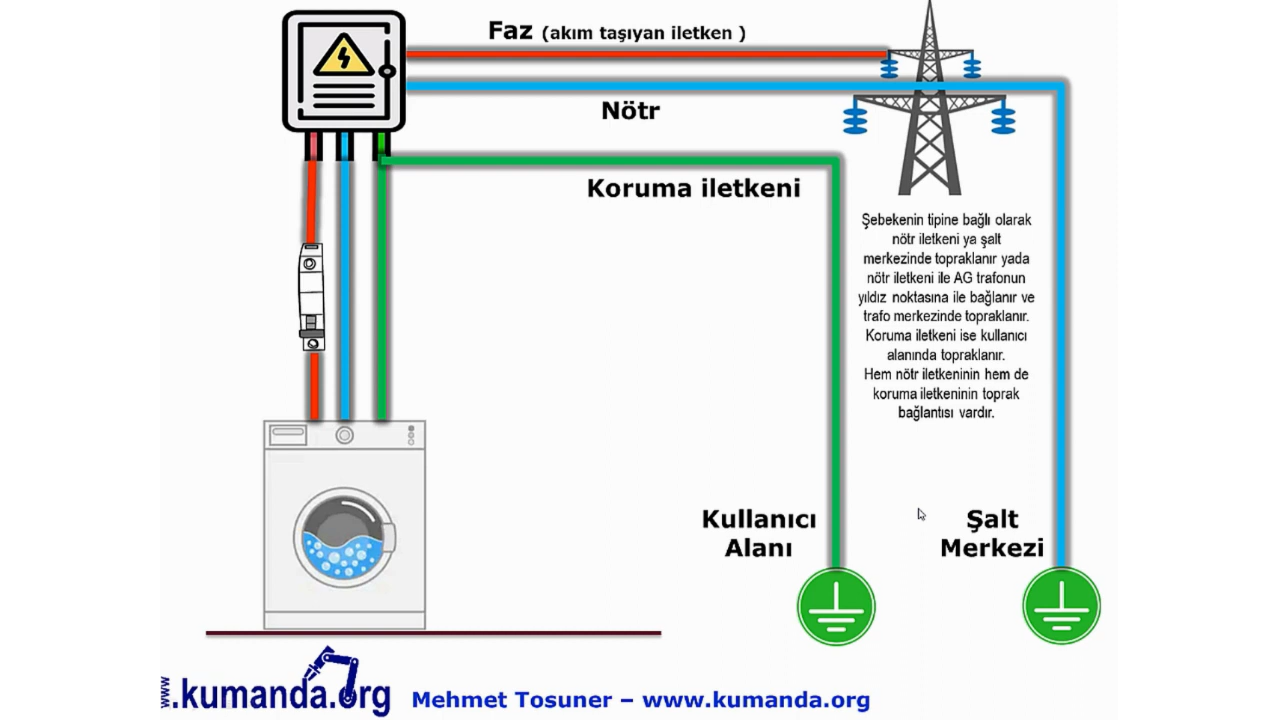 Faz (akım taşıyan iletken )
Nötr
Koruma iletkeni
Şebekenin tipine bağlı olarak
nötr iletkeni ya şalt
merkezinde topraklanır yada
nötr iletkeni ile AG trafonun
yıldız noktasına ile bağlanır ve
trafo merkezinde topraklanır.
Koruma iletkeni ise kullanıcı
alanında topraklanır.
Hem nötr iletkeninin hem de
koruma iletkeninin toprak
bağlantısı vardır.
Kullanıcı
Alanı
Şalt
Merkezi
www.kumanda.org
Mehmet Tosuner – www.kumanda.org